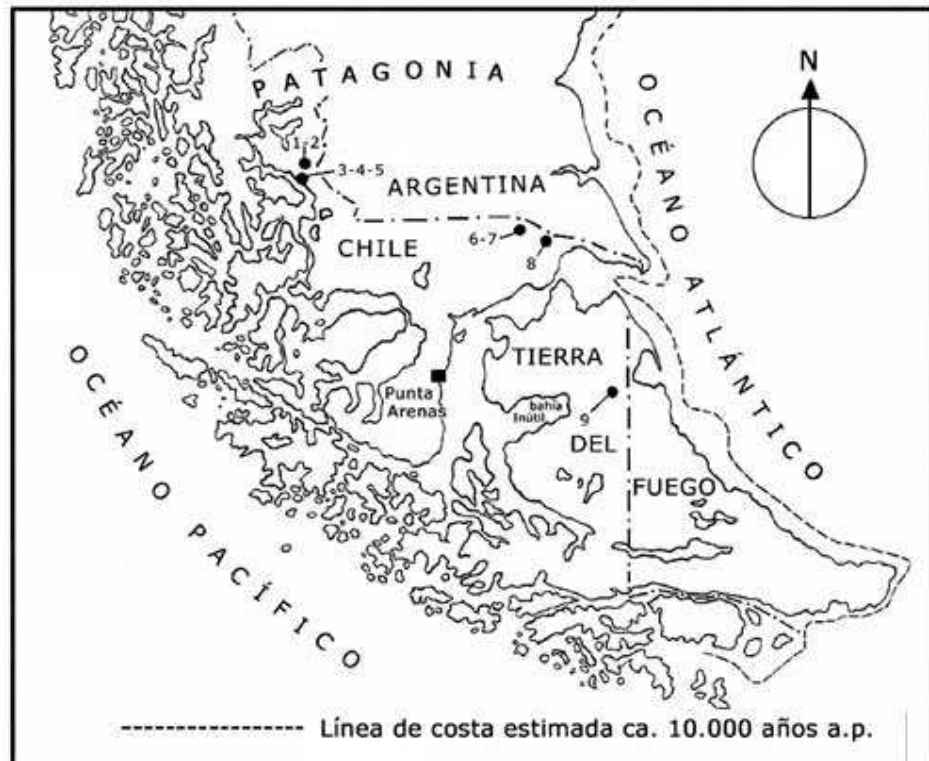 PATAGONIA
N
OCÉANO ATLÁNTICO
1-2
3-4-5
ARGENTINA
6-7
CHILE
8
TIERRA
OCÉANO PACÍFICO
Punta
Arenas
bahía
Inútil
9
DEL
FUEGO
Línea de costa estimada ca. 10.000 años a.p.